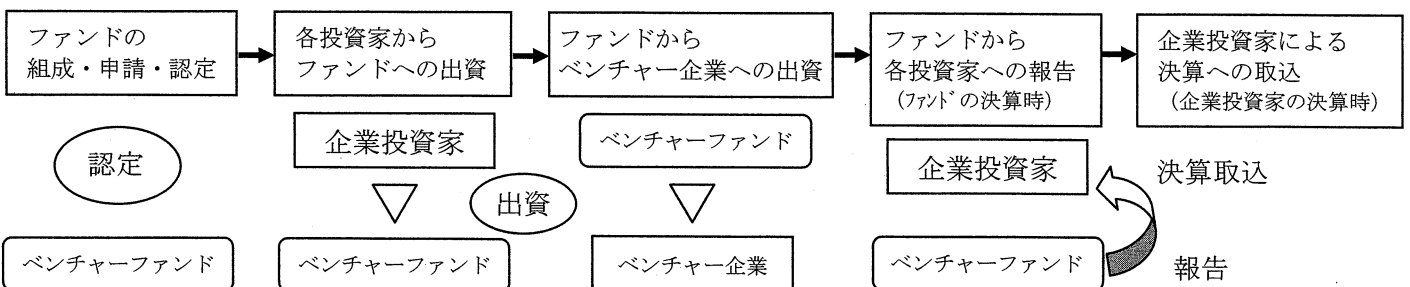 ファンドの
組成・申請・認定
各投資家から
ファンドへの出資
ファンドから
ベンチャー企業への出資
ファンドから
各投資家への報告
(ファンドの決算時)
企業投資家による
決算への取込
(企業投資家の決算時)
認定
ベンチャーファンド
企業投資家
出資
ベンチャーファンド
ベンチャーファンド
ベンチャー企業
企業投資家
決算取込
ベンチャーファンド
報告